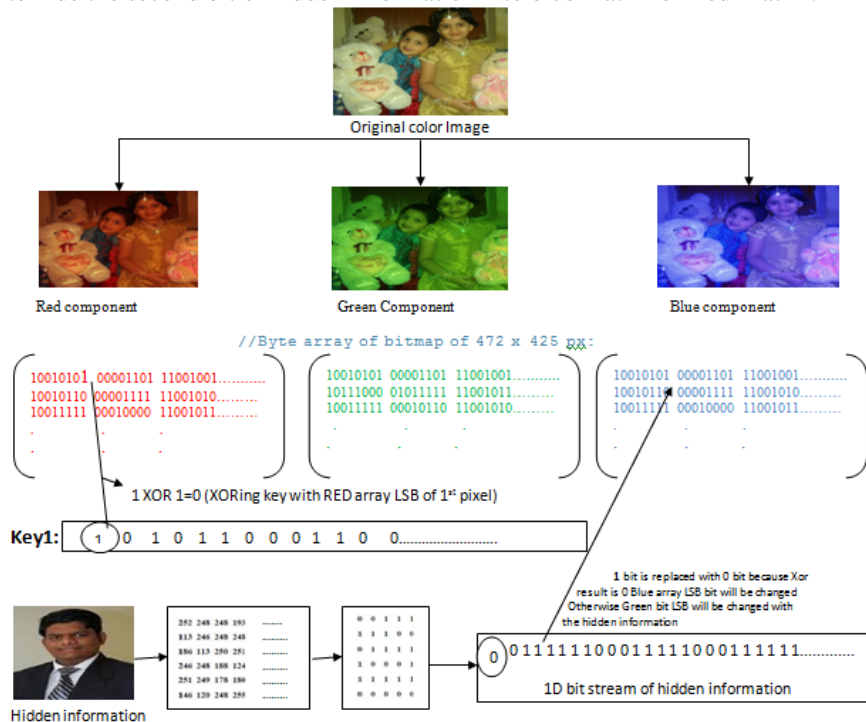 Original color Image
Red component
Green Component
Blue component
//Byte array of bitmap of 472 x 425 px:
10010101 00001101 11001001............
10010110 00001111 11001010.........
10011111 00010000 11001011.........
10010101 00001101 11001001............
10111000 01011111 11001011.........
10011111 00010110 11001010.........
10010101 00001101 11001001............
10010110 00001111 11001010.........
10011111 00010000 11001011.........
1 XOR 1=0 (XORing key with RED array LSB of 1st pixel)
Key1: 1 0 1 0 1 1 0 0 0 1 1 0 0............................
1 bit is replaced with 0 bit because Xor
result is 0 Blue array LSB bit will be changed
Otherwise Green bit LSB will be changed with
the hidden information
252 248 248 193 .......
113 246 248 248 .........
186 113 250 251 .........
246 248 188 124 .........
251 249 178 180 .........
146 120 248 255 .........
0 0 1 1 1
1 1 1 0 0
0 1 1 1 1
1 0 0 0 1
1 1 1 1 1
0 0 0 0 0
0 0 1 1 1 1 1 1 0 0 0 1 1 1 1 1 0 0 0 1 1 1 1 1 1..............
1D bit stream of hidden information
Hidden information